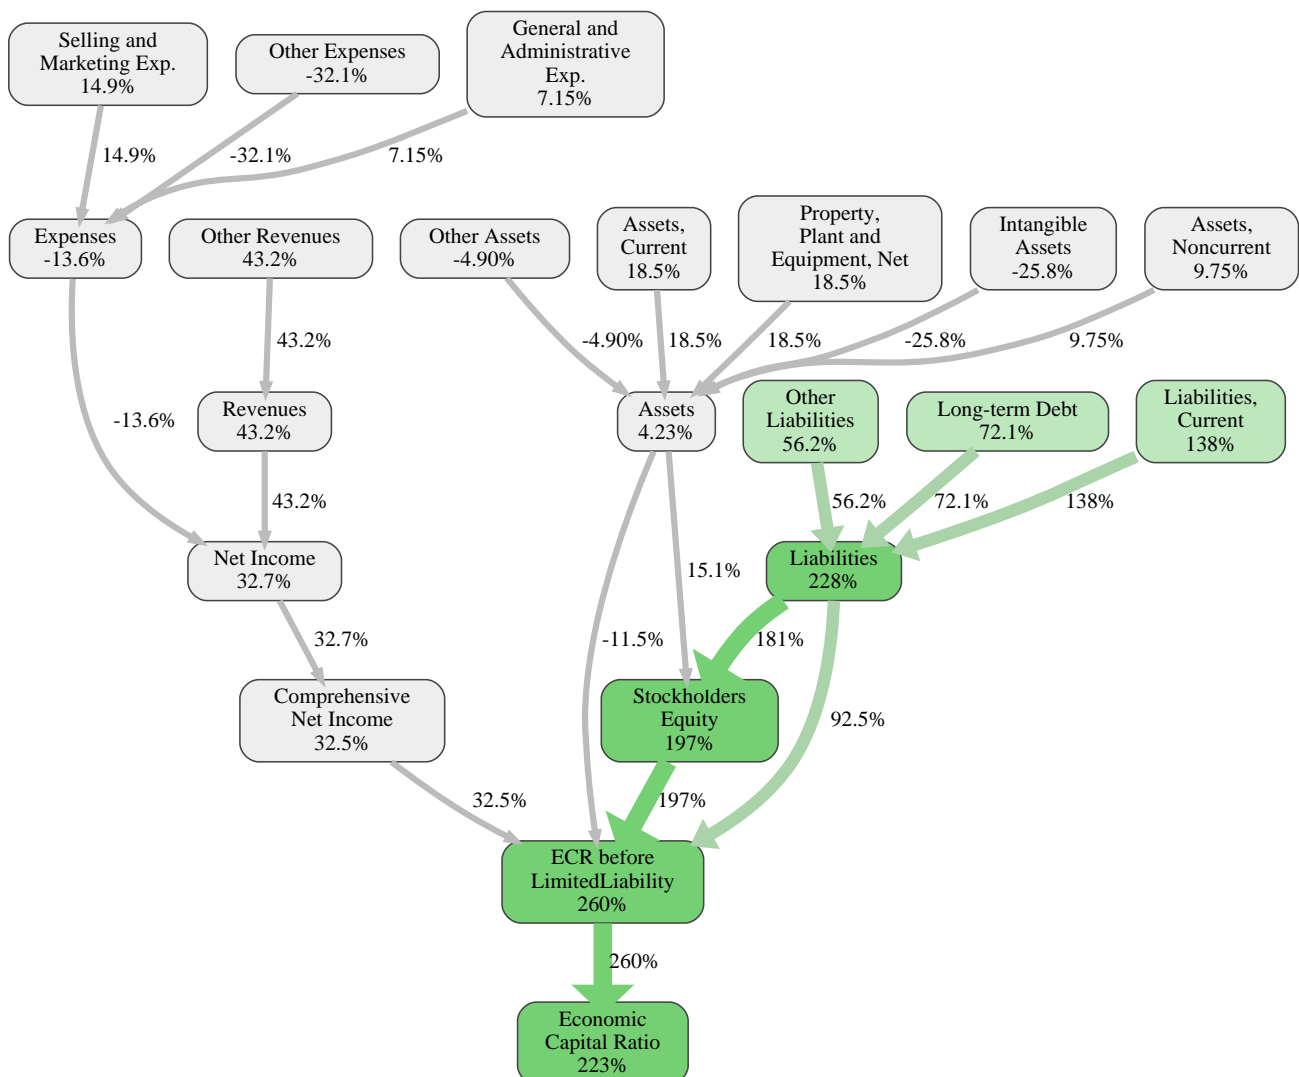 Selling and
Marketing Exp.
14.9%
Other Expenses
-32.1%
General and
Administrative
Exp.
7.15%
14.9%
-32.1%
7.15%
Expenses
-13.6%
Other Revenues
43.2%
Other Assets
-4.90%
Assets,
Current
18.5%
Property,
Plant and
Equipment, Net
18.5%
Intangible
Assets
-25.8%
Assets,
Noncurrent
9.75%
43.2%
-4.90%
18.5%
18.5%
-25.8%
9.75%
-13.6%
Revenues
43.2%
Assets
4.23%
Other
Liabilities
56.2%
Long-term Debt
72.1%
Liabilities,
Current
138%
43.2%
56.2%
72.1%
138%
Net Income
32.7%
15.1%
Liabilities
228%
32.7%
-11.5%
181%
Comprehensive
Net Income
32.5%
Stockholders
Equity
197%
92.5%
32.5%
197%
ECR before
LimitedLiability
260%
260%
Economic
Capital Ratio
223%